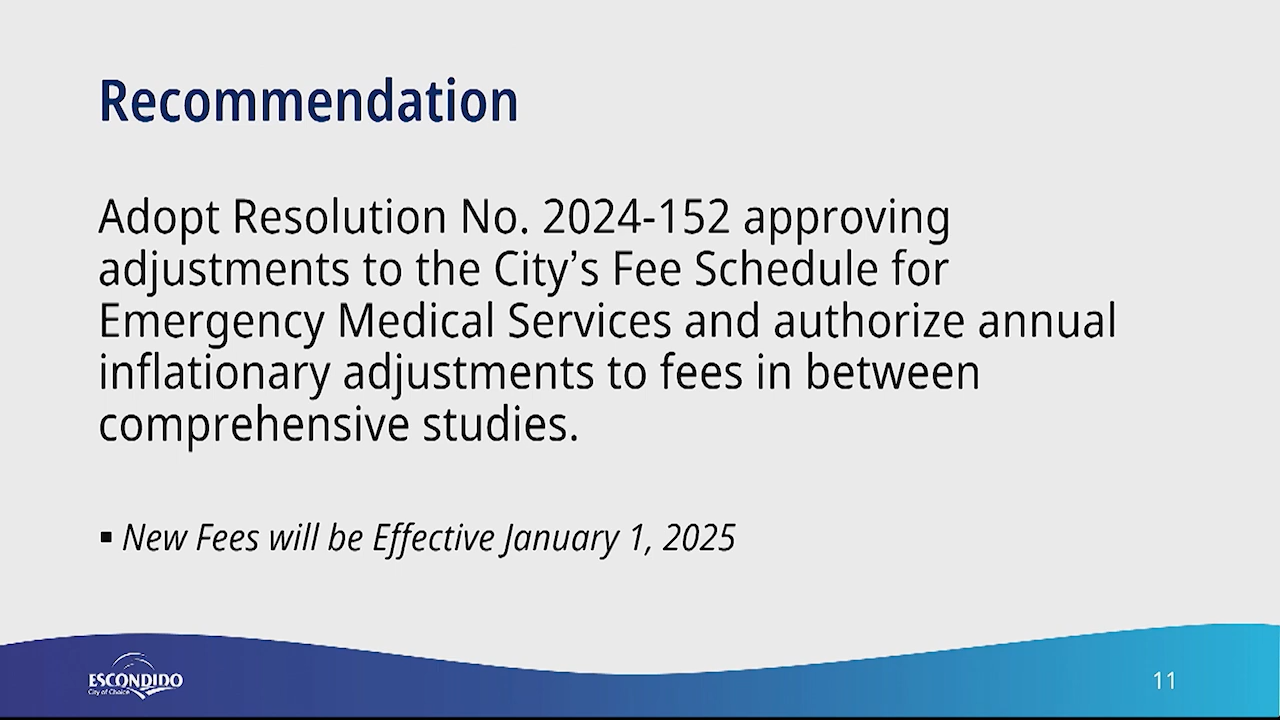 Recommendation
Adopt Resolution No. 2024-152 approving
adjustments to the City’s Fee Schedule for
Emergency Medical Services and authorize annual
inflationary adjustments to fees in between
comprehensive studies.
▪ New Fees will be Effective January 1, 2025
ESCONDIDO
City of Choice
11